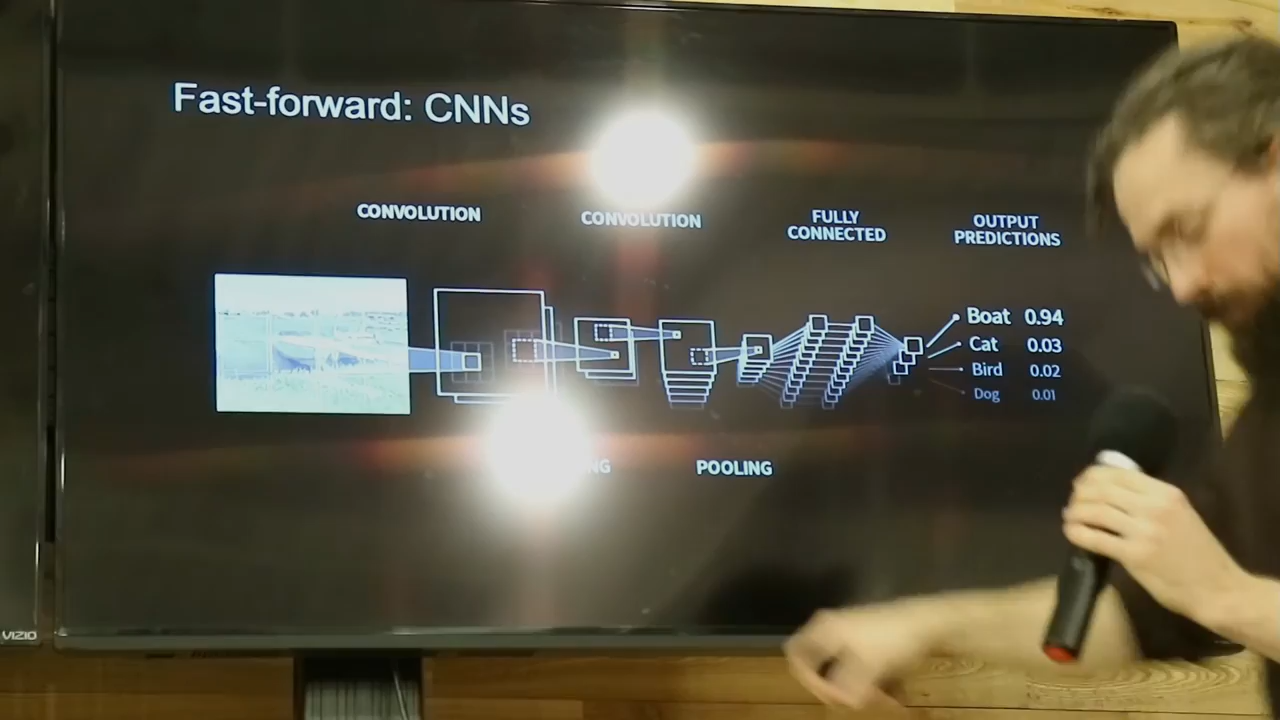 Fast-forward: CNNs
CONVOLUTION
CONVOLUTION
FULLY
CONNECTED
OUTPUT
PREDICTIONS
Boat 0.94
Cat 0.03
Bird 0.02
Dog 0.01
POOLING
VIZIO